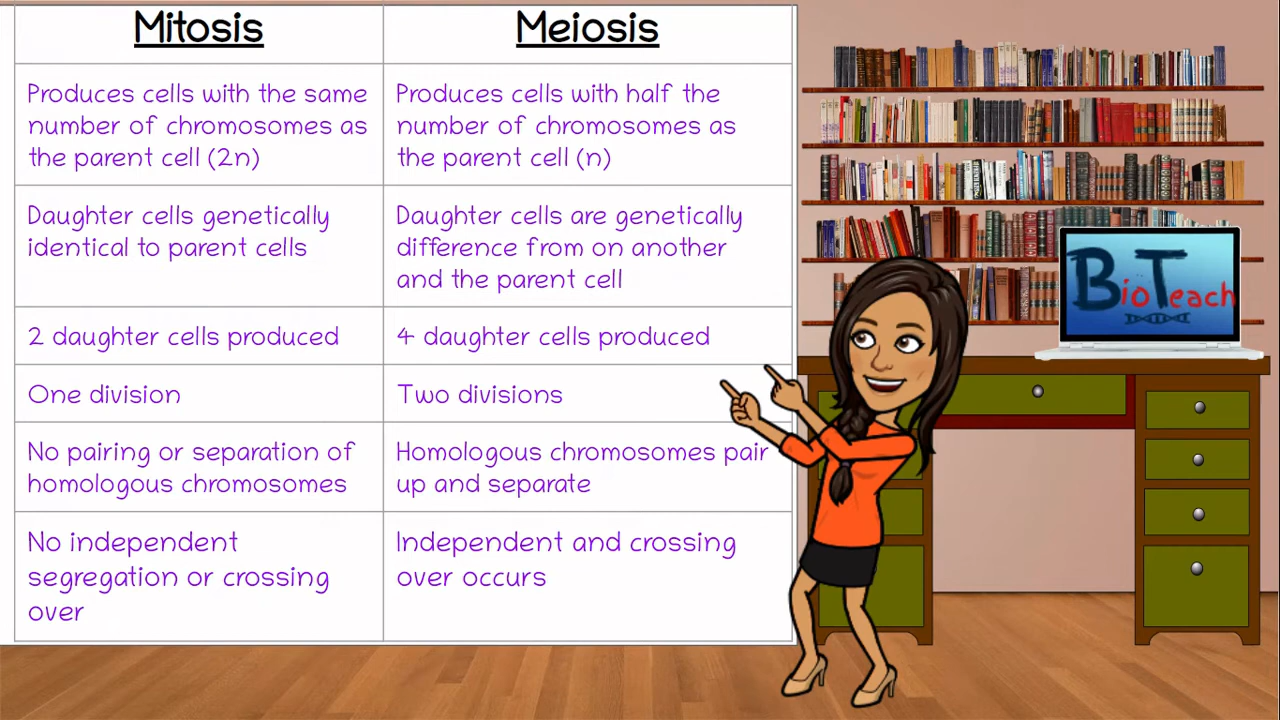 Mitosis
Meiosis
Produces cells with the same
number of chromosomes as
the parent cell (2n)
Produces cells with half the
number of chromosomes as
the parent cell (n)
Daughter cells genetically
identical to parent cells
Daughter cells are genetically
difference from on another
and the parent cell
2 daughter cells produced
4 daughter cells produced
One division
Two divisions
No pairing or separation of
homologous chromosomes
Homologous chromosomes pair
up and separate
No independent
segregation or crossing
over
Independent and crossing
over occurs
BioTeach